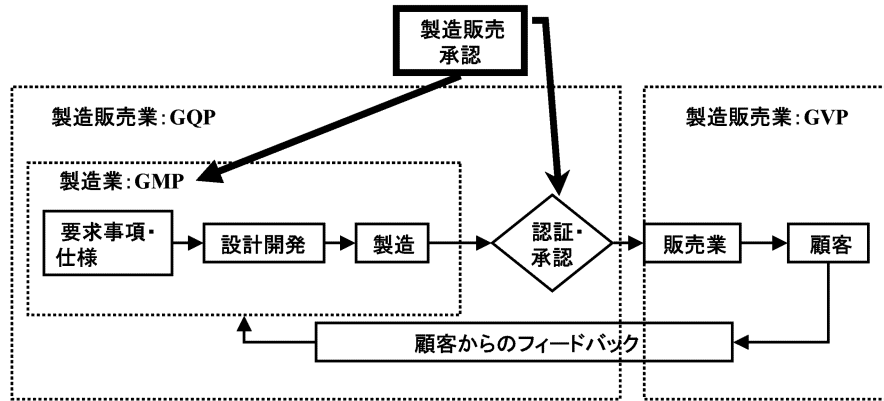 製造販売
承認
製造販売業：GQP
製造販売業：GVP
製造業：GMP
要求事項・
仕様
設計開発
製造
認証・
承認
販売業
顧客
顧客からのフィードバック